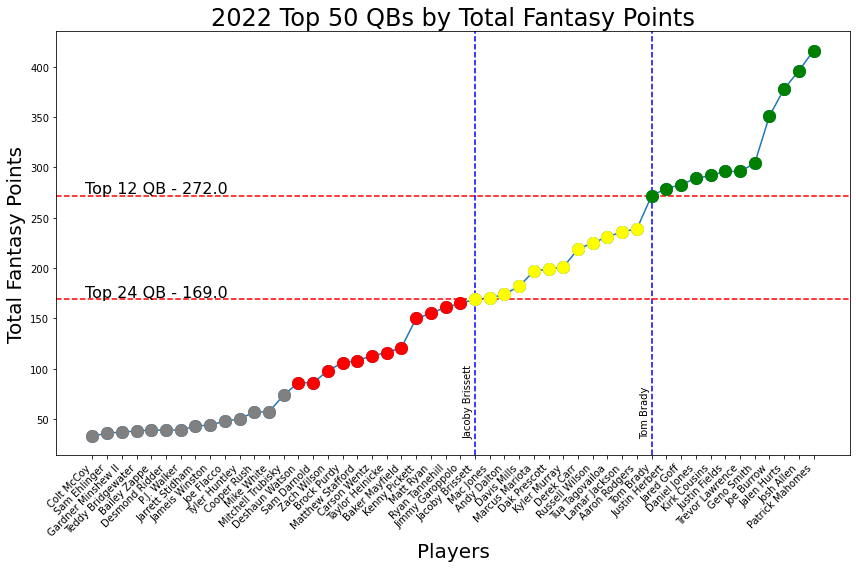 2022 Top 50 QBs by Total Fantasy Points
Total Fantasy Points
400
350
300
250
200
150
100
50
Top 12 QB - 272.0
Top 24 QB - 169.0
Jacoby Brissett
Tom Brady
Colt McCoy
Sam Ehlinger
Gardner Minshew II
Teddy Bridgewater
Bailey Zappe
Desmond Ridder
P.J. Walker
Jarrett Stidham
Jameis Winston
Joe Flacco
Tyler Huntley
Cooper Rush
Mike White
Mitchell Trubisky
Deshaun Watson
Sam Darnold
Zach Wilson
Brock Purdy
Matthew Stafford
Carson Wentz
Taylor Heinicke
Baker Mayfield
Kenny Pickett
Matt Ryan
Ryan Tannehill
Jimmy Garoppolo
Jacoby Brissett
Mac Jones
Andy Dalton
Davis Mills
Marcus Mariota
Dak Prescott
Kyler Murray
Derek Carr
Russell Wilson
Tua Tagovailoa
Lamar Jackson
Aaron Rodgers
Tom Brady
Justin Herbert
Jared Goff
Daniel Jones
Kirk Cousins
Justin Fields
Trevor Lawrence
Geno Smith
Joe Burrow
Jalen Hurts
Josh Allen
Patrick Mahomes
Players